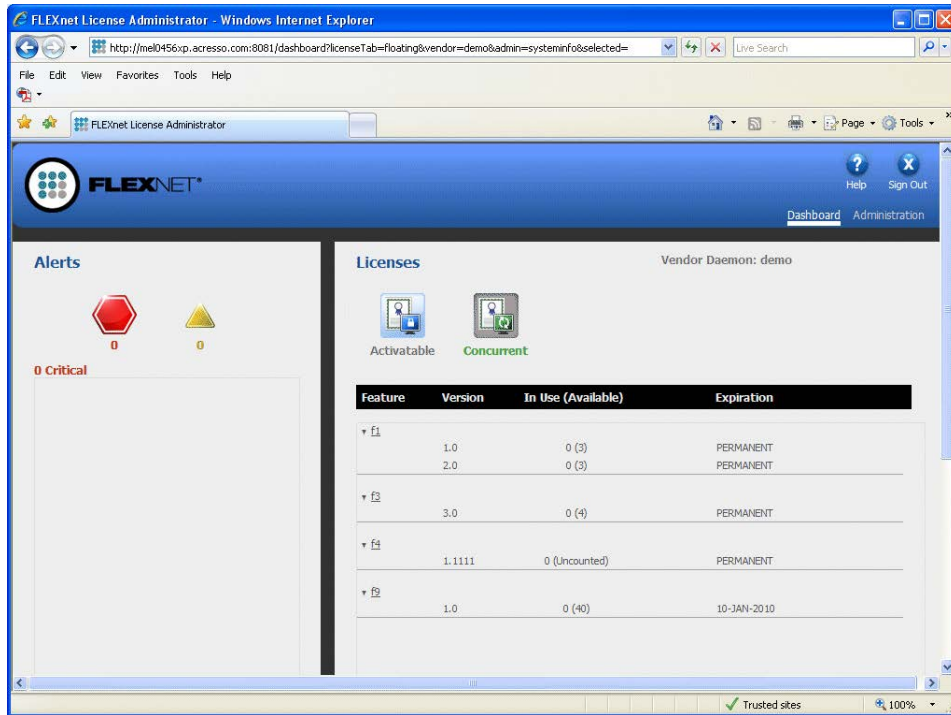 FLEXnet License Administrator - Windows Internet Explorer
http://mel0456xp.acresso.com:8081/dashboard?licenseTab=floating&vendor=demo&admin=systeminfo&selected=
Live Search
File Edit View Favorites Tools Help
FLEXnet License Administrator
Page Tools
FLEXNET
Help Sign Out
Dashboard Administration
Alerts
0 0
0 Critical
Licenses
Vendor Daemon: demo
Activatable Concurrent
Feature Version In Use (Available) Expiration
f1
1.0 0 (3) PERMANENT
2.0 0 (3) PERMANENT
f3
3.0 0 (4) PERMANENT
f4
1.1111 0 (Uncounted) PERMANENT
f9
1.0 0 (40) 10-JAN-2010
Trusted sites 100%